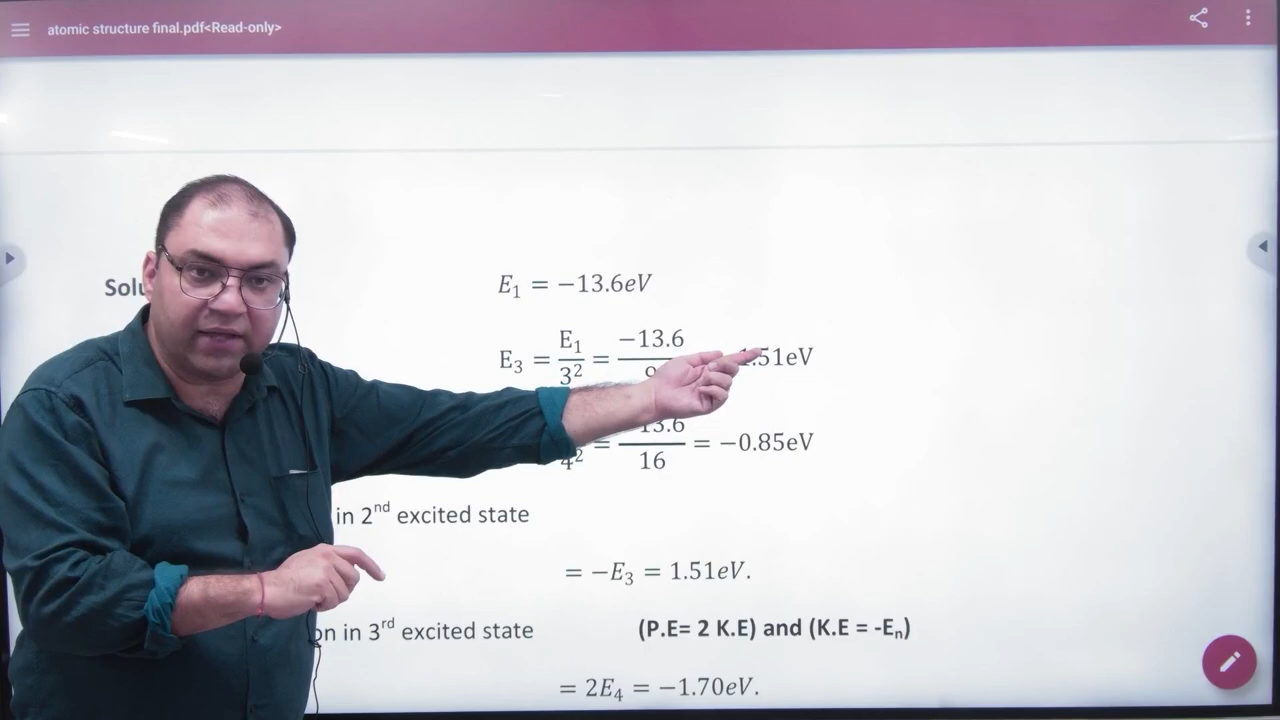 atomic structure final.pdf<Read-only>
E₁ = −13.6eV
E₃ = E₁/3² = −13.6/ .51eV
4² = 13.6/16 = −0.85eV
in 2ⁿᵈ excited state
= −E₃ = 1.51eV.
in 3ʳᵈ excited state (P.E= 2 K.E) and (K.E = -Eₙ)
= 2E₄ = −1.70eV.